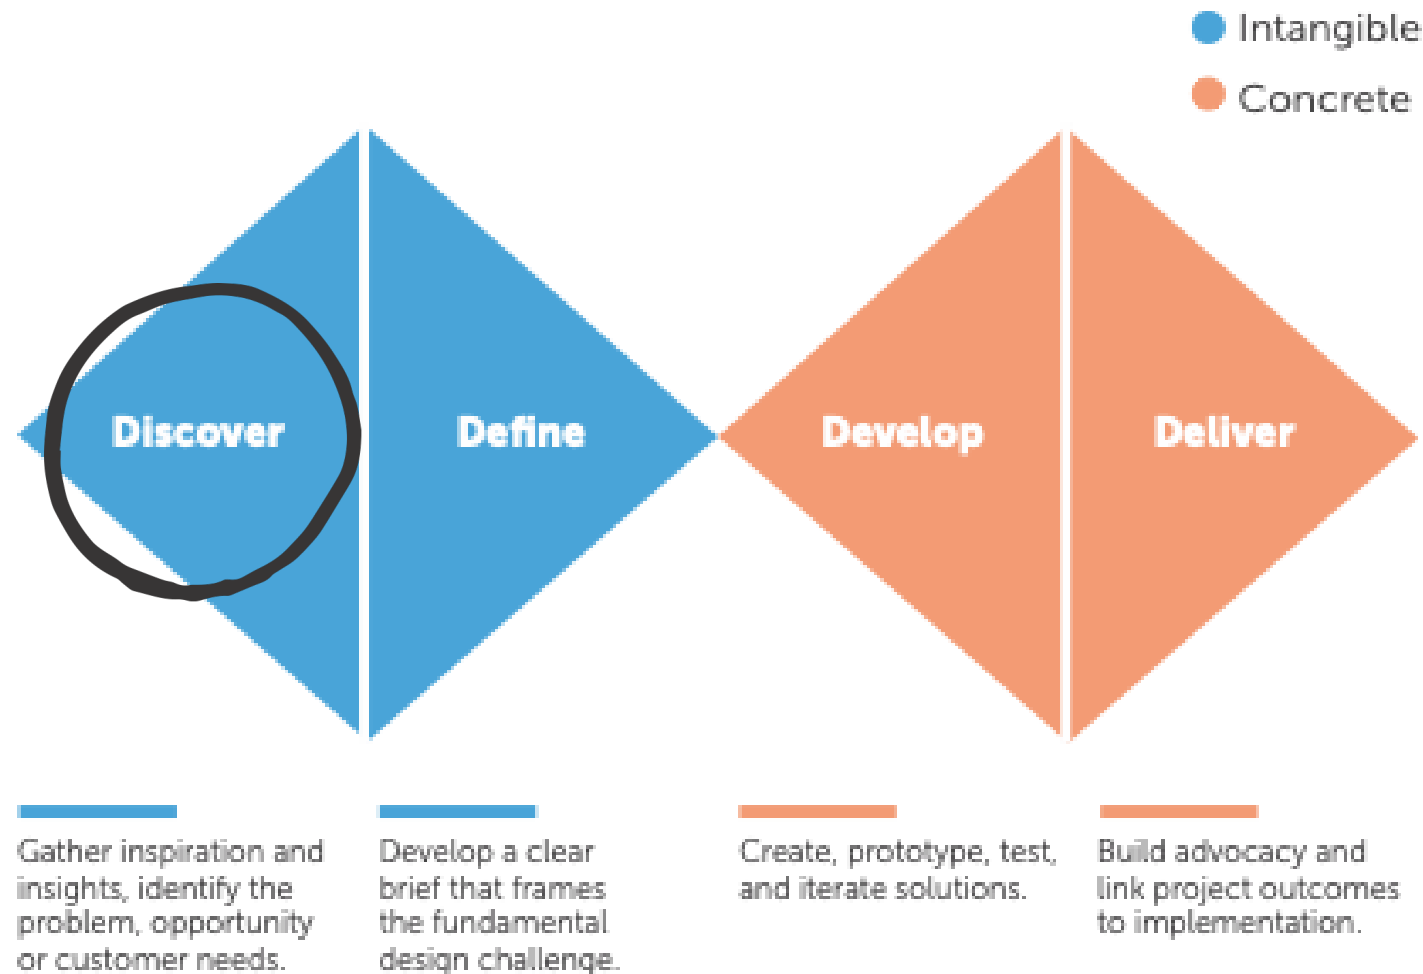 Intangible
Concrete
Discover
Define
Develop
Deliver
Gather inspiration and
insights, identify the
problem, opportunity
or customer needs.
Develop a clear
brief that frames
the fundamental
design challenge.
Create, prototype, test,
and iterate solutions.
Build advocacy and
link project outcomes
to implementation.